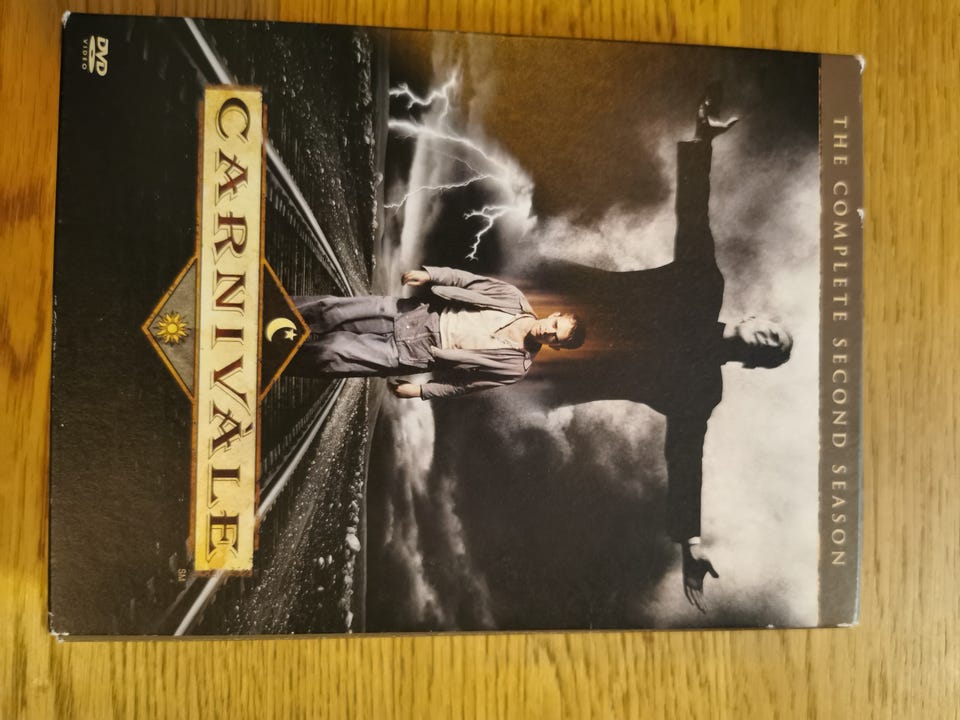 THE COMPLETE SECOND SEASON
CARNIVÀLE
SM
DVD
VIDEO